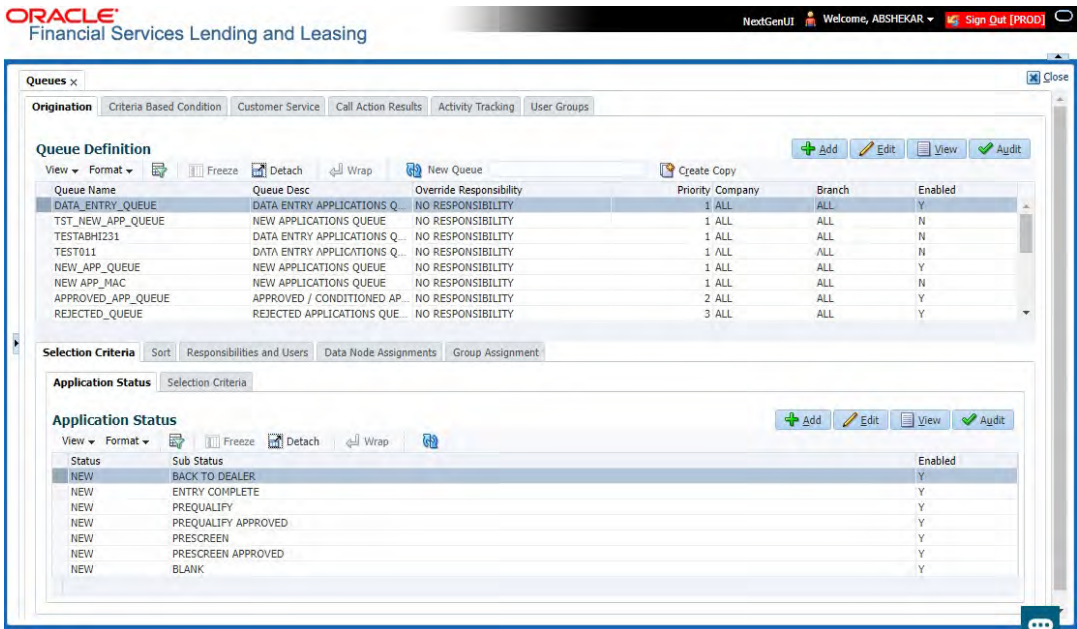 ORACLE
Financial Services Lending and Leasing
NextGenUI Welcome, ABSHEKAR Sign Out [PROD]
Queues × Close
Origination Criteria Based Condition Customer Service Call Action Results Activity Tracking User Groups
Queue Definition Add Edit View Audit
View Format Freeze Detach Wrap New Queue Create Copy
Queue Name Queue Desc Override Responsibility Priority Company Branch Enabled
DATA_ENTRY_QUEUE DATA ENTRY APPLICATIONS Q... NO RESPONSIBILITY 1 ALL ALL Y
TST_NEW_APP_QUEUE NEW APPLICATIONS QUEUE NO RESPONSIBILITY 1 ALL ALL N
TESTABHI231 DATA ENTRY APPLICATIONS Q... NO RESPONSIBILITY 1 ALL ALL N
TEST011 DATA ENTRY APPLICATIONS Q... NO RESPONSIBILITY 1 ALL ALL N
NEW_APP_QUEUE NEW APPLICATIONS QUEUE NO RESPONSIBILITY 1 ALL ALL Y
NEW APP_MAC NEW APPLICATIONS QUEUE NO RESPONSIBILITY 1 ALL ALL N
APPROVED_APP_QUEUE APPROVED / CONDITIONED AP... NO RESPONSIBILITY 2 ALL ALL Y
REJECTED_QUEUE REJECTED APPLICATIONS QUE... NO RESPONSIBILITY 3 ALL ALL Y
Selection Criteria Sort Responsibilities and Users Data Node Assignments Group Assignment
Application Status Selection Criteria
Application Status Add Edit View Audit
View Format Freeze Detach Wrap
Status Sub Status Enabled
NEW BACK TO DEALER Y
NEW ENTRY COMPLETE Y
NEW PREQUALIFY Y
NEW PREQUALIFY APPROVED Y
NEW PRESCREEN Y
NEW PRESCREEN APPROVED Y
NEW BLANK Y